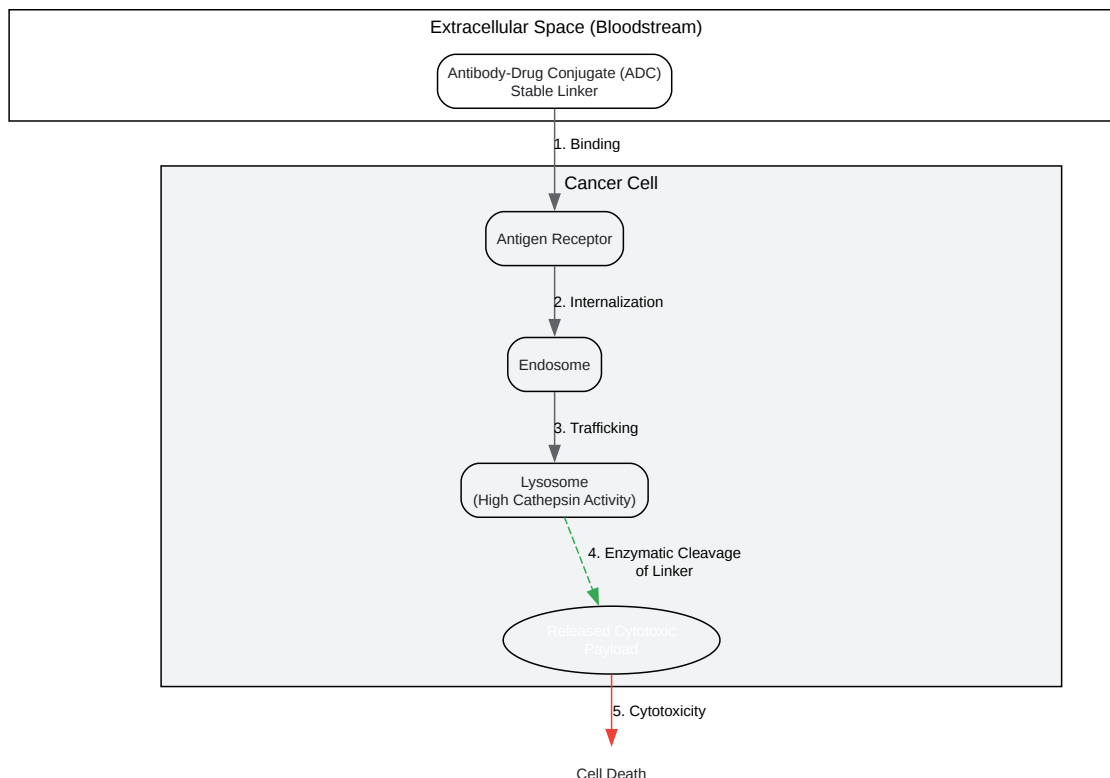 Extracellular Space (Bloodstream)
Antibody-Drug Conjugate (ADC)
Stable Linker
1. Binding
Cancer Cell
Antigen Receptor
2. Internalization
Endosome
3. Trafficking
Lysosome
(High Cathepsin Activity)
4. Enzymatic Cleavage
of Linker
Released Cytotoxic
Payload
5. Cytotoxicity
Cell Death